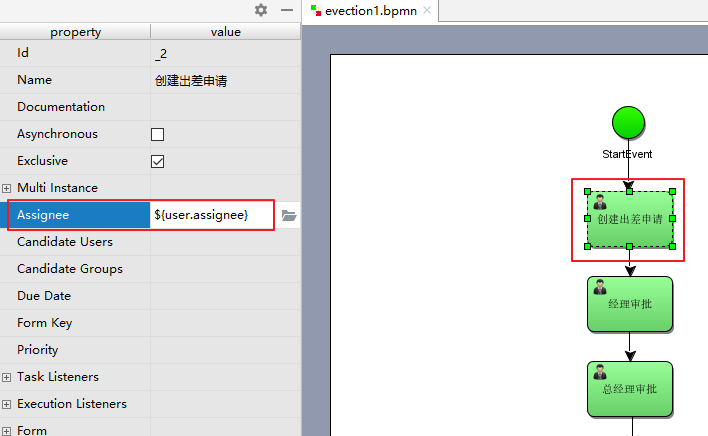 evection1.bpmn
property value
Id _2
Name 创建出差申请
Documentation
Asynchronous
Exclusive
Multi Instance
Assignee ${user.assignee}
Candidate Users
Candidate Groups
Due Date
Form Key
Priority
Task Listeners
Execution Listeners
Form
StartEvent
创建出差申请
经理审批
总经理审批